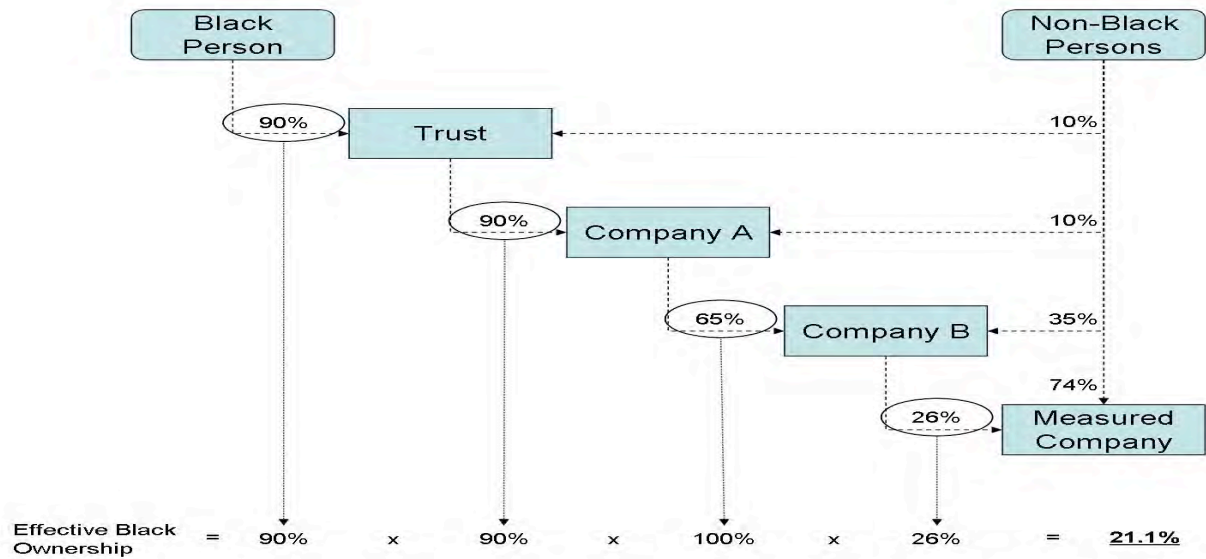 Black
Person
Non-Black
Persons
90%
Trust
10%
90%
Company A
10%
65%
Company B
35%
74%
26%
Measured
Company
Effective Black
Ownership
= 90% x 90% x 100% x 26% = 21.1%